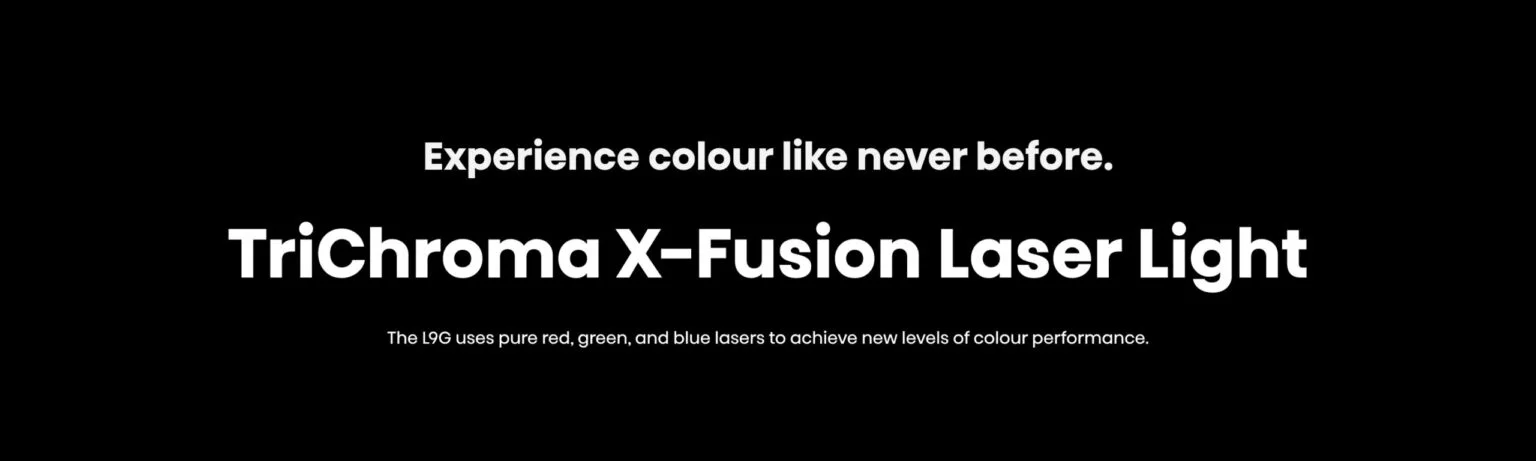 Experience colour like never before.
TriChroma X-Fusion Laser Light
The L9G uses pure red, green, and blue lasers to achieve new levels of colour performance.